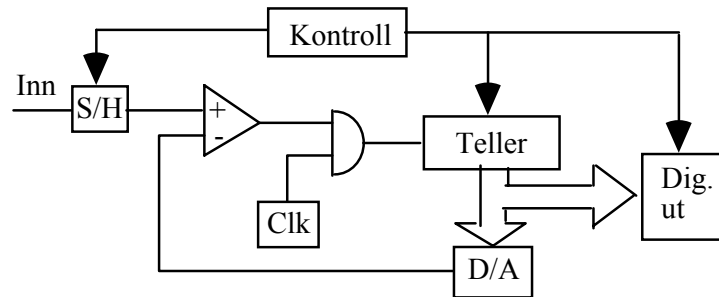 Kontroll
Inn
S/H
+
-
Teller
Clk
Dig.
ut
D/A